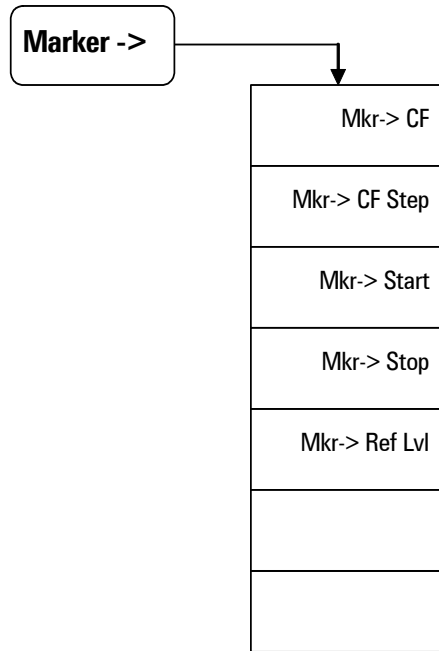 Marker ->
Mkr-> CF
Mkr-> CF Step
Mkr-> Start
Mkr-> Stop
Mkr-> Ref Lvl